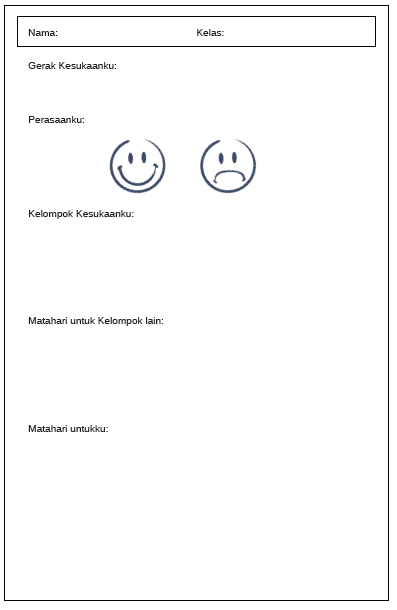 Nama: Kelas:
Gerak Kesukaanku:
Perasaanku:
Kelompok Kesukaanku:
Matahari untuk Kelompok lain:
Matahari untukku: